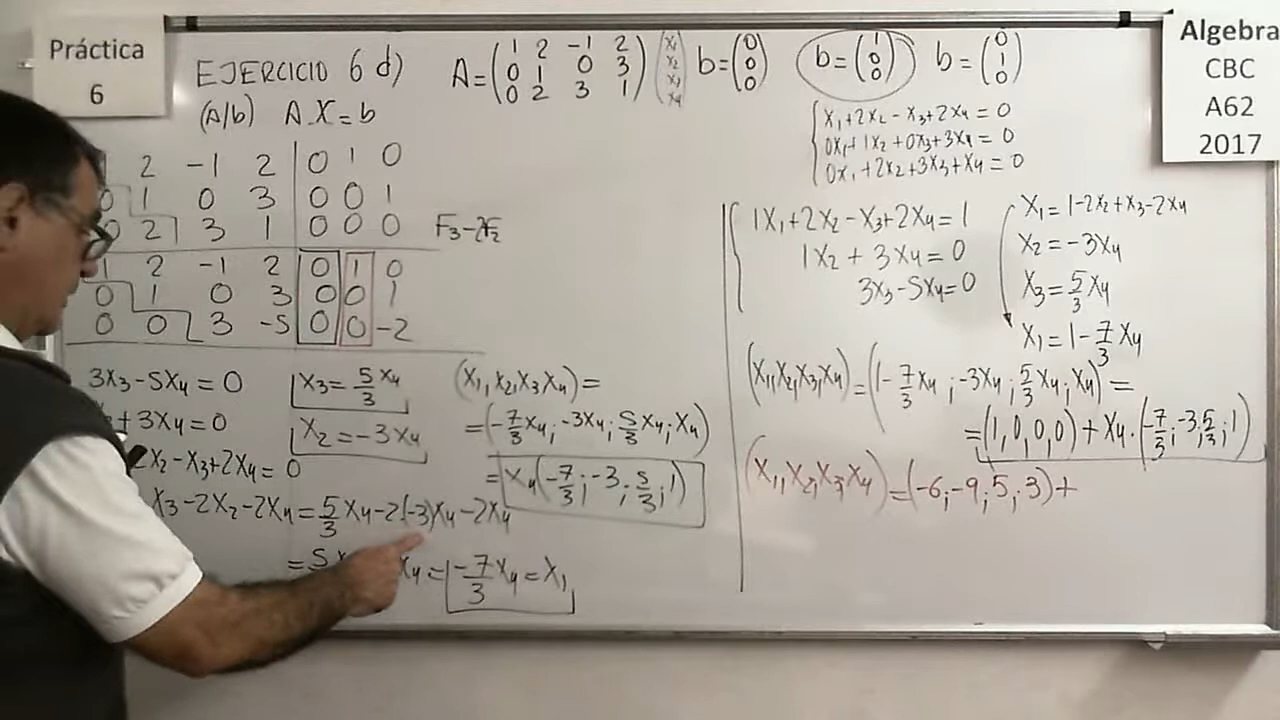 Práctica
6
EJERCICIO 6 d) A=(1 2 -1 2
0 1 0 3
0 2 3 1) (x₁
x₂
x₃
x₄) b=(0
0
0) b=(1
0
0) b=(0
1
0)
Algebra
CBC
A62
2017
(A/b) A.X=b
2 -1 2 | 0 1 0
0 1 0 3 | 0 0 1
0 2 3 1 | 0 0 0 F₃-2F₂
1 2 -1 2 | 0 1 0
0 1 0 3 | 0 0 1
0 0 3 -5 | 0 0 -2
3x₃-5x₄=0
+3x₄=0
2x₂-x₃+2x₄=0
x₃=5/3 x₄
x₂=-3x₄
x₃-2x₂-2x₄=5/3 x₄-2(-3)x₄-2x₄
=5 x₄=-7/3 x₄=x₁
(x₁,x₂,x₃,x₄)=
=(-7/3 x₄; -3x₄; 5/3 x₄; x₄)
=x₄(-7/3; -3; 5/3; 1)
x₁+2x₂-x₃+2x₄=0
0x₁+1x₂+0x₃+3x₄=0
0x₁+2x₂+3x₃+x₄=0
1x₁+2x₂-x₃+2x₄=1
1x₂+3x₄=0
3x₃-5x₄=0
x₁=1-2x₂+x₃-2x₄
x₂=-3x₄
x₃=5/3 x₄
x₁=1-7/3 x₄
(x₁,x₂,x₃,x₄)=(1-7/3 x₄; -3x₄; 5/3 x₄; x₄)=
=(1,0,0,0)+x₄.(-7/3; -3; 5/3; 1)
(x₁,x₂,x₃,x₄)=(-6,-9,5,3)+